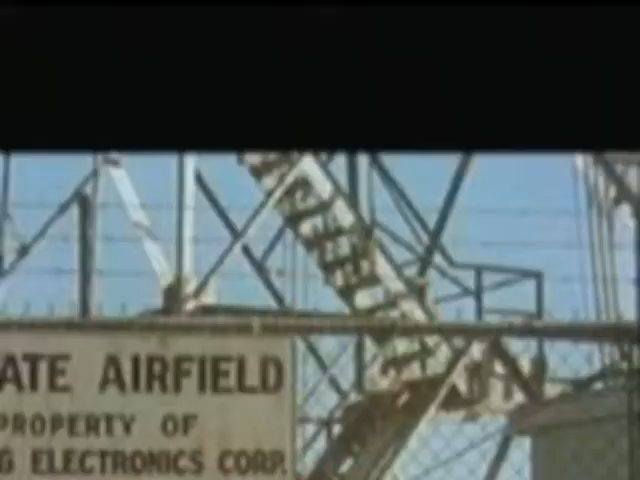 ATE AIRFIELD
PROPERTY OF
G ELECTRONICS CORP.